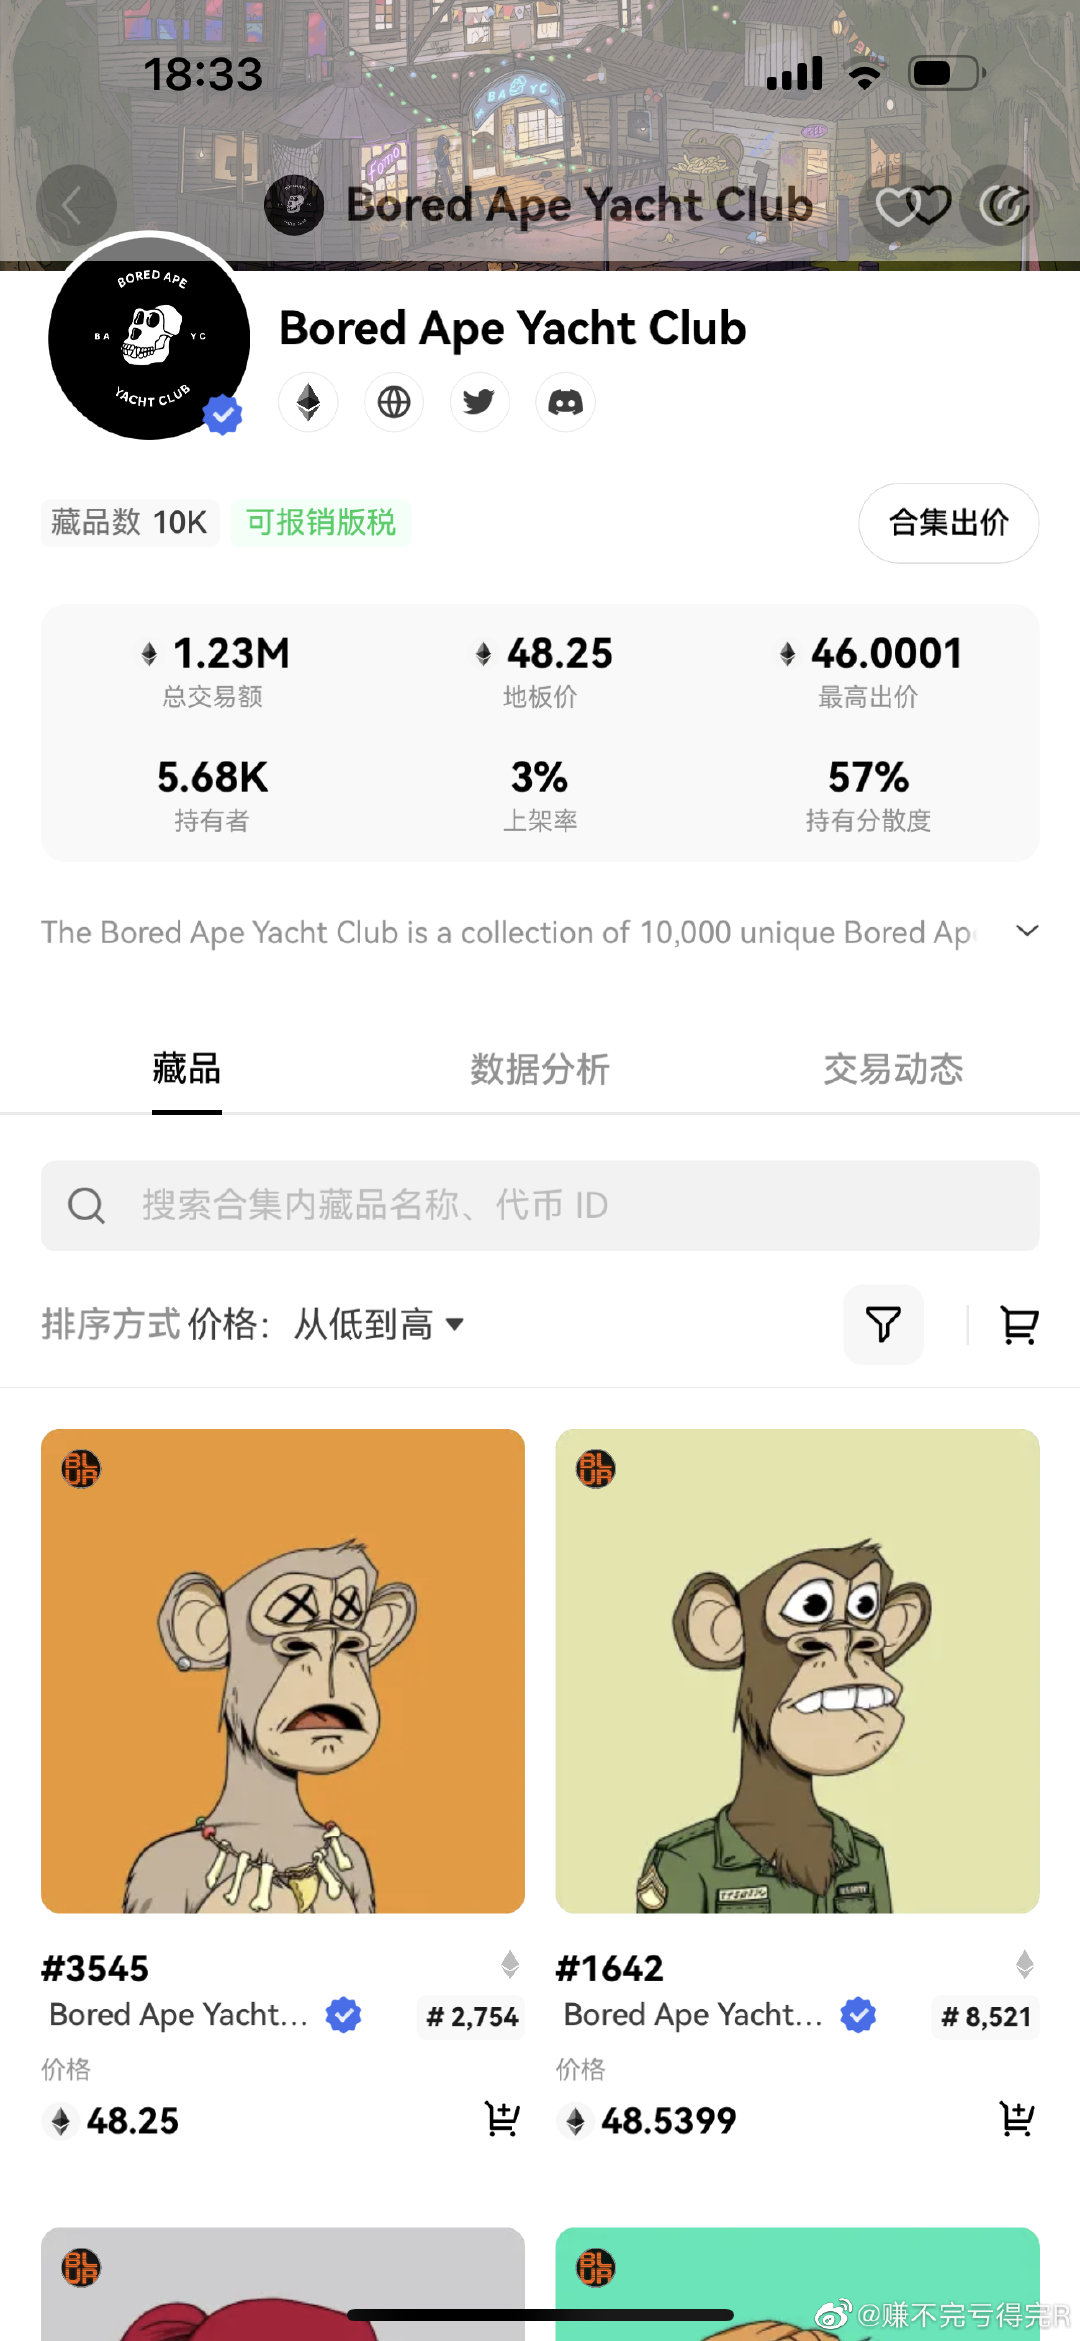 18:33
BAYC
Fomo
Bored Ape Yacht Club
BORED APE
BA YC
YACHT CLUB
Bored Ape Yacht Club
藏品数 10K
可报销版税
合集出价
1.23M
48.25
46.0001
总交易额
地板价
最高出价
5.68K
3%
57%
持有者
上架率
持有分散度
The Bored Ape Yacht Club is a collection of 10,000 unique Bored Ap
藏品
数据分析
交易动态
搜索合集内藏品名称、代币 ID
排序方式 价格： 从低到高
BLUR
BLUR
#3545
#1642
Bored Ape Yacht...
# 2,754
Bored Ape Yacht...
# 8,521
价格
价格
48.25
48.5399
BLUR
BLUR
@赚不完亏得完R